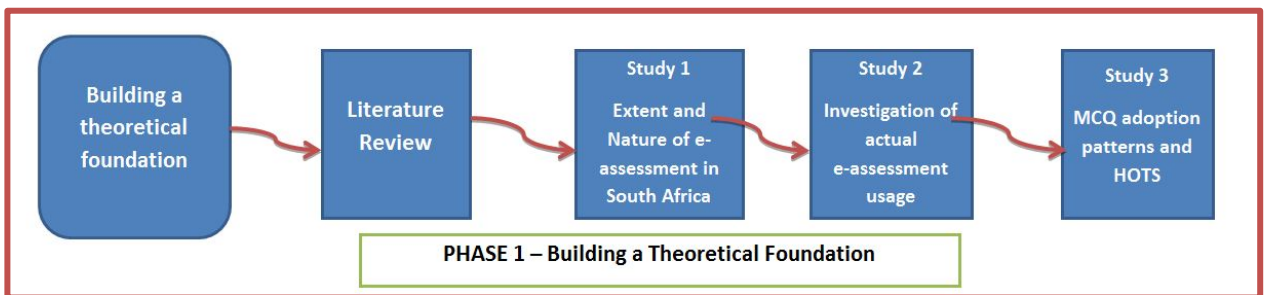 Building a
theoretical
foundation
Literature
Review
Study 1
Extent and
Nature of e-
assessment in
South Africa
Study 2
Investigation of
actual
e-assessment
usage
Study 3
MCQ adoption
patterns and
HOTS
PHASE 1 – Building a Theoretical Foundation